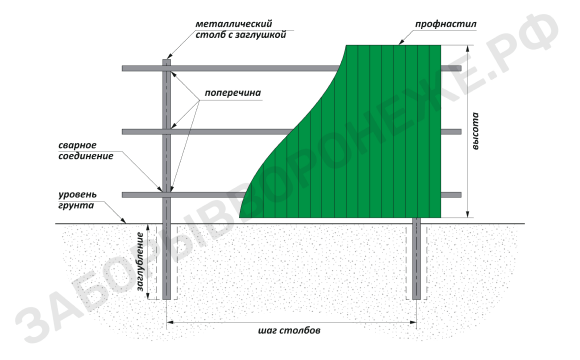 металлический
столб с заглушкой
профнастил
поперечина
высота
сварное
соединение
уровень
грунта
заглубление
шаг столбов
ЗАБОРЫВВОРОНЕЖЕ.РФ